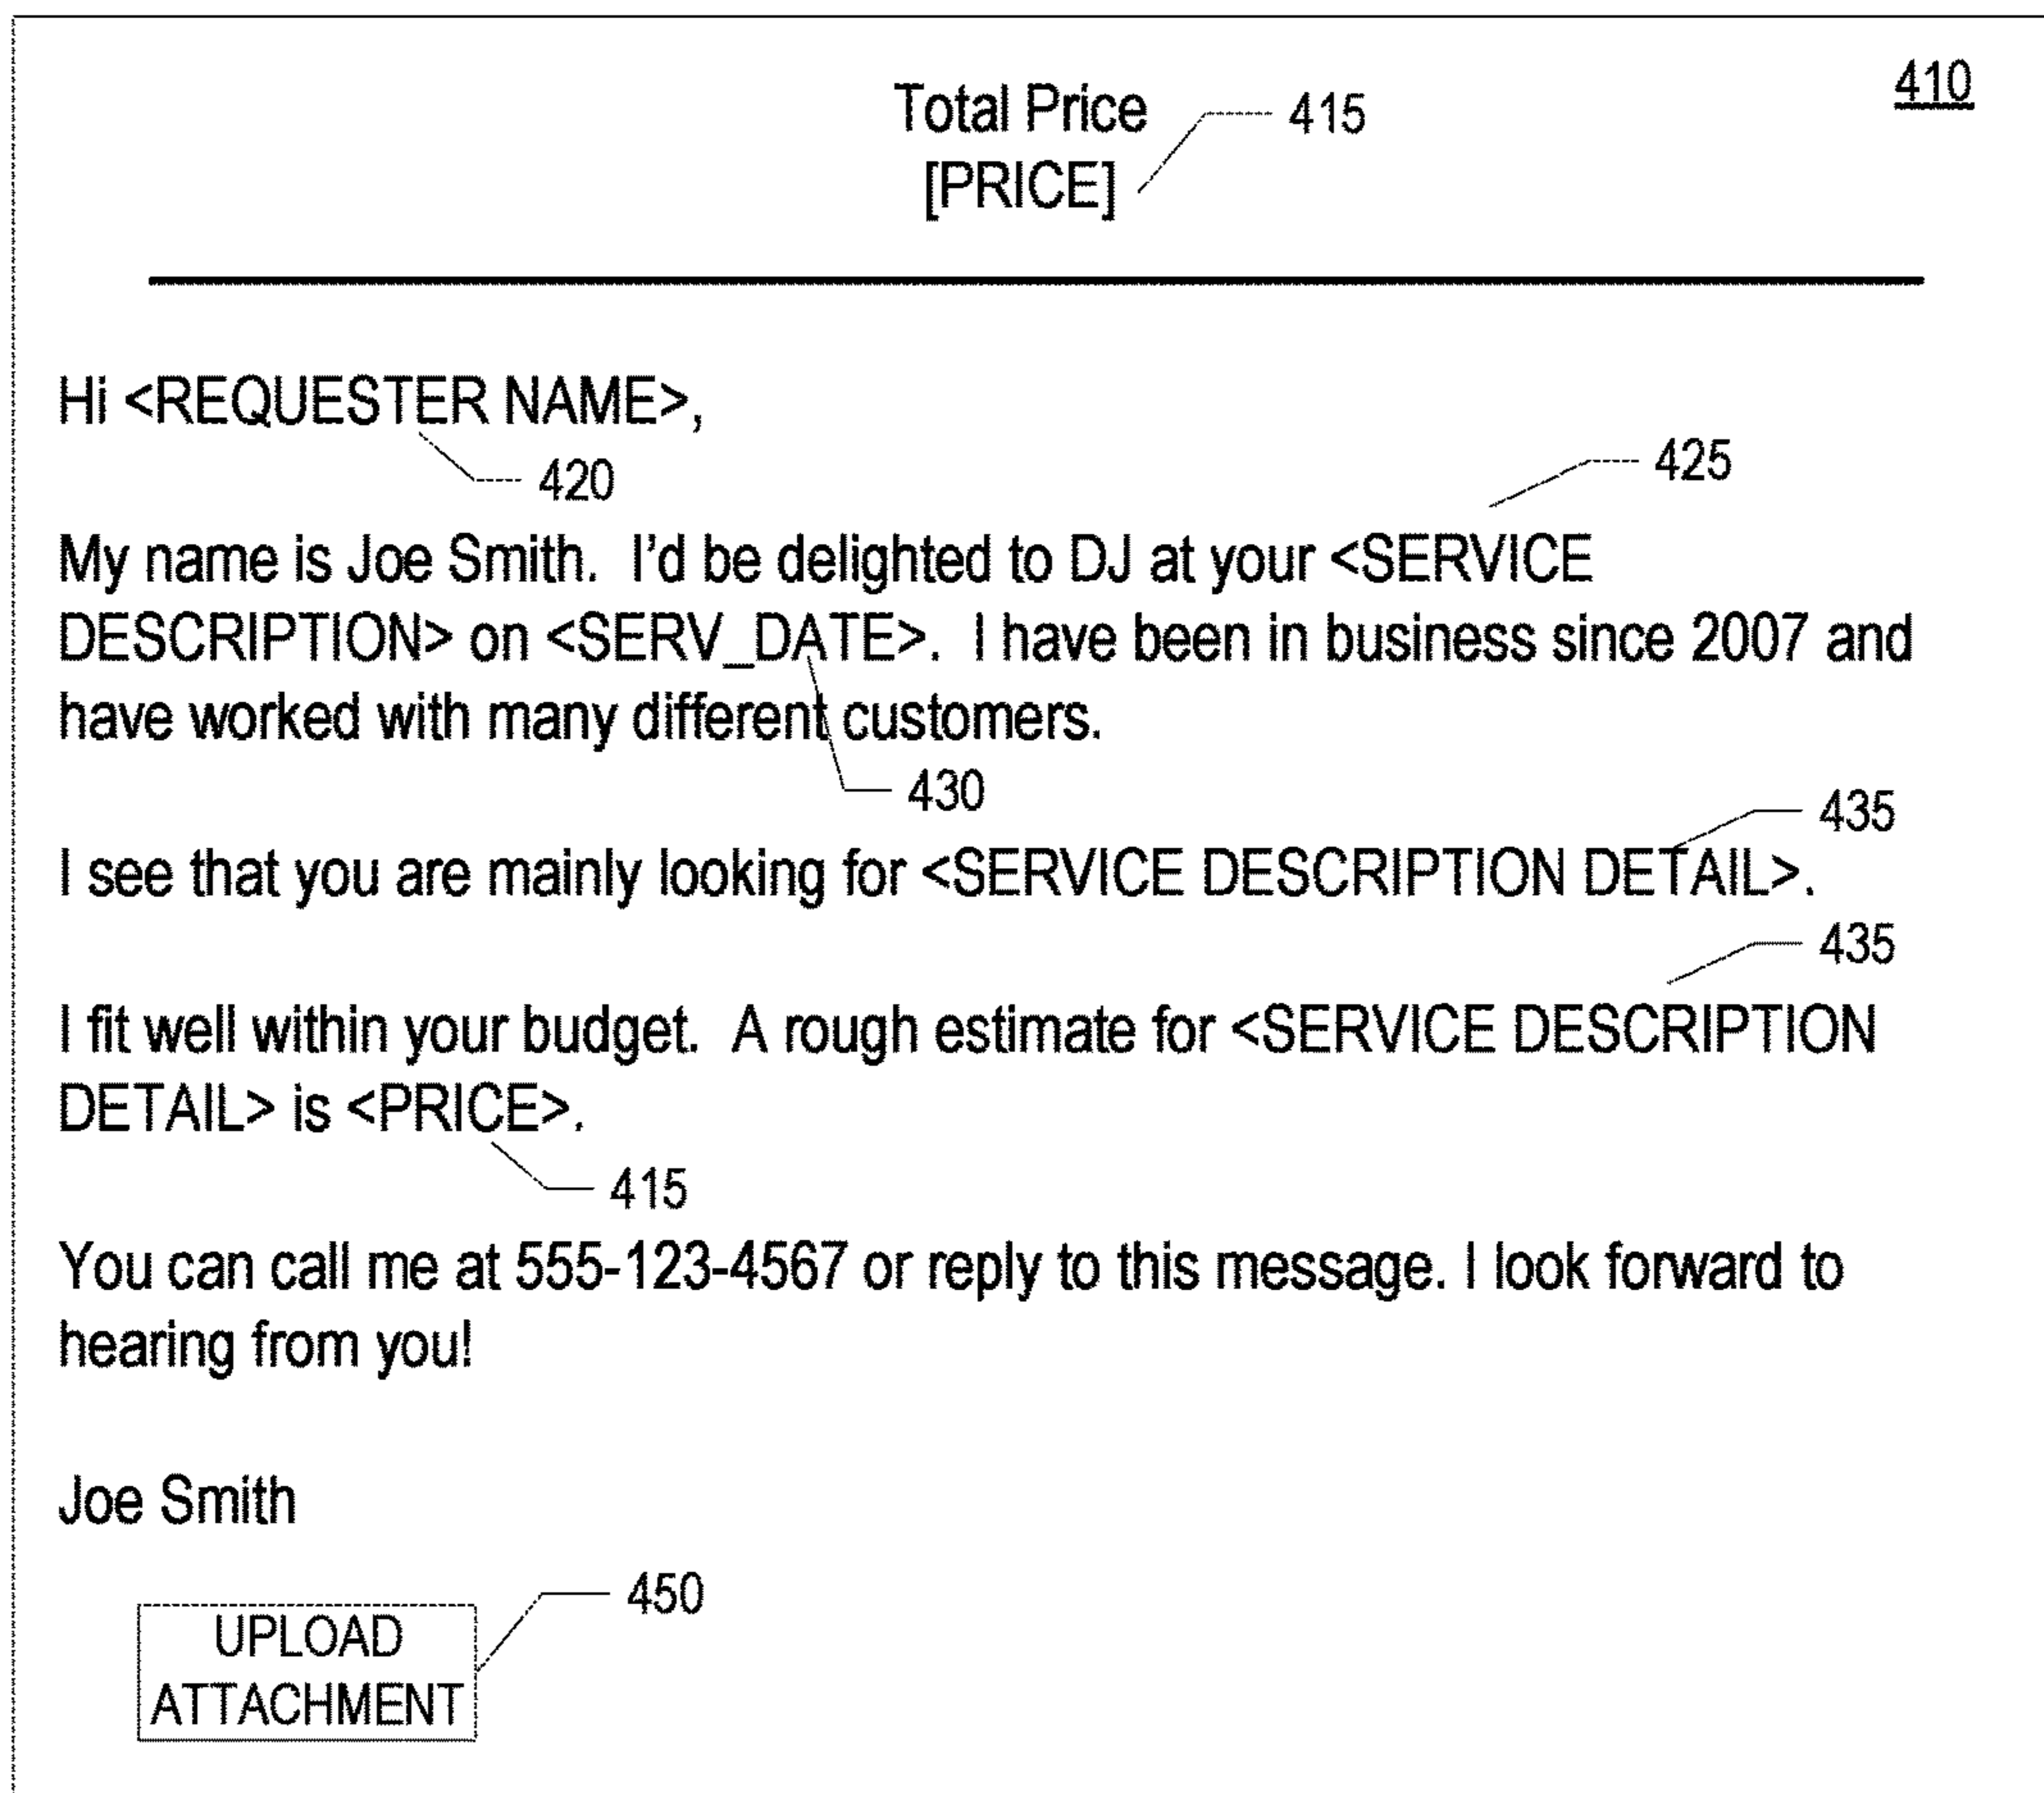 410
Total Price
415
[PRICE]
Hi <REQUESTER NAME>,
420
425
My name is Joe Smith.  I'd be delighted to DJ at your <SERVICE
DESCRIPTION> on <SERV_DATE>.  I have been in business since 2007 and
have worked with many different customers.
430
435
I see that you are mainly looking for <SERVICE DESCRIPTION DETAIL>.
435
I fit well within your budget.  A rough estimate for <SERVICE DESCRIPTION
DETAIL> is <PRICE>.
415
You can call me at 555-123-4567 or reply to this message. I look forward to
hearing from you!
Joe Smith
450
UPLOAD
ATTACHMENT